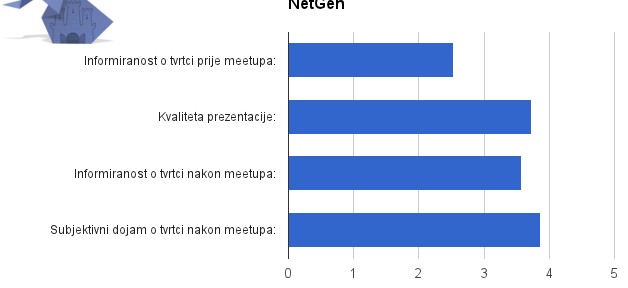 NetGen
Informiranost o tvrtci prije meetupa:
Kvaliteta prezentacije:
Informiranost o tvrtci nakon meetupa:
Subjektivni dojam o tvrtci nakon meetupa:
0 1 2 3 4 5